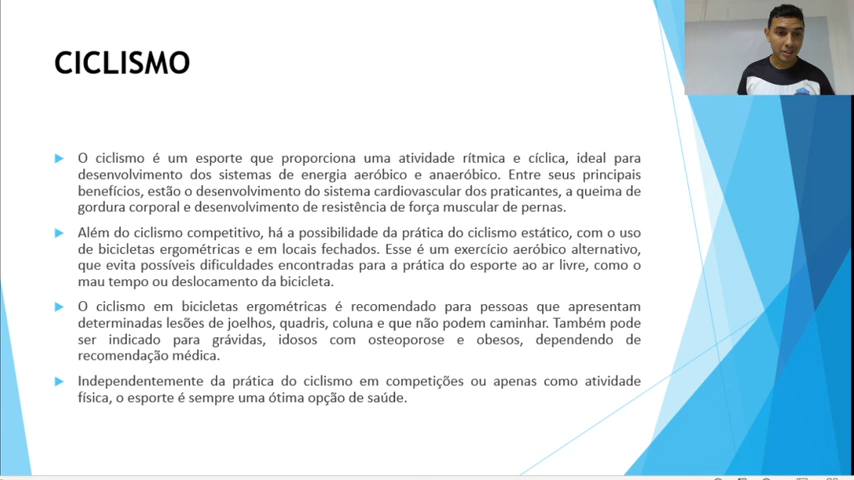 CICLISMO
O ciclismo é um esporte que proporciona uma atividade rítmica e cíclica, ideal para
desenvolvimento dos sistemas de energia aeróbico e anaeróbico. Entre seus principais
benefícios, estão o desenvolvimento do sistema cardiovascular dos praticantes, a queima de
gordura corporal e desenvolvimento de resistência de força muscular de pernas.
Além do ciclismo competitivo, há a possibilidade da prática do ciclismo estático, com o uso
de bicicletas ergométricas e em locais fechados. Esse é um exercício aeróbico alternativo,
que evita possíveis dificuldades encontradas para a prática do esporte ao ar livre, como o
mau tempo ou deslocamento da bicicleta.
O ciclismo em bicicletas ergométricas é recomendado para pessoas que apresentam
determinadas lesões de joelhos, quadris, coluna e que não podem caminhar. Também pode
ser indicado para grávidas, idosos com osteoporose e obesos, dependendo de
recomendação médica.
Independentemente da prática do ciclismo em competições ou apenas como atividade
física, o esporte é sempre uma ótima opção de saúde.